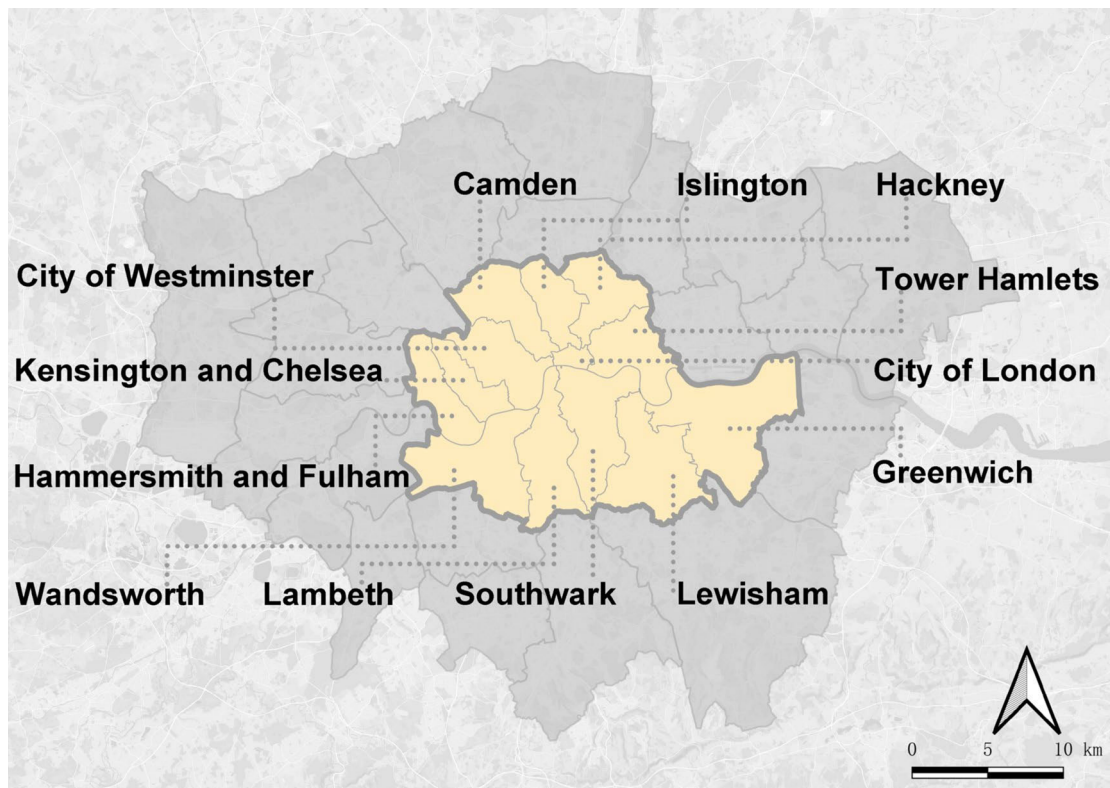 Camden
Islington
Hackney
City of Westminster
Tower Hamlets
Kensington and Chelsea
City of London
Hammersmith and Fulham
Greenwich
Wandsworth
Lambeth
Southwark
Lewisham
0 5 10 km